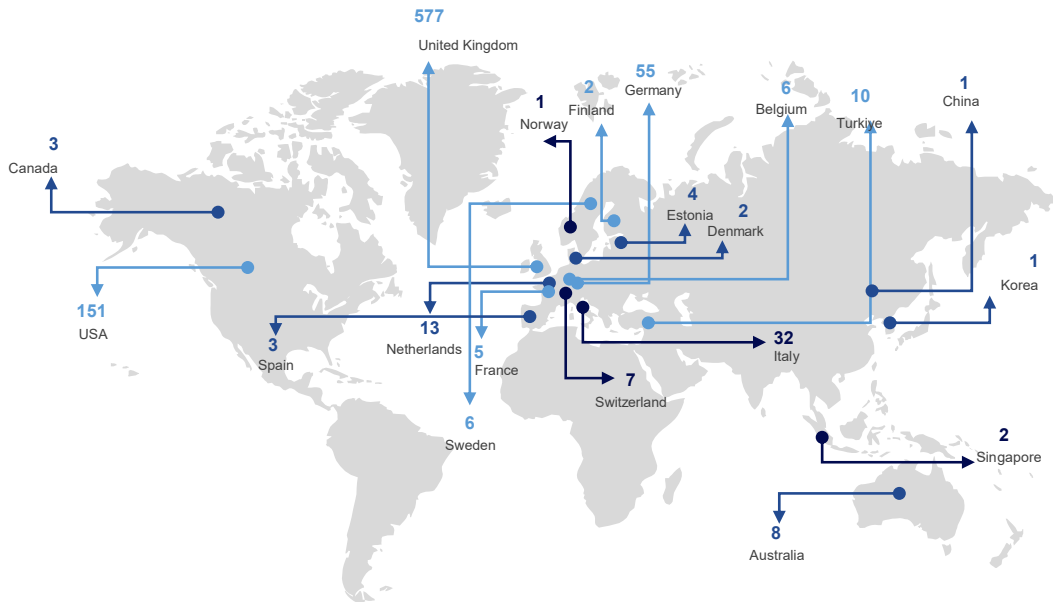 577
United Kingdom
55
Germany
2
Finland
1
Norway
6
Belgium
10
Türkiye
1
China
3
Canada
4
Estonia
2
Denmark
1
Korea
151
USA
3
Spain
13
Netherlands
5
France
32
Italy
7
Switzerland
6
Sweden
2
Singapore
8
Australia